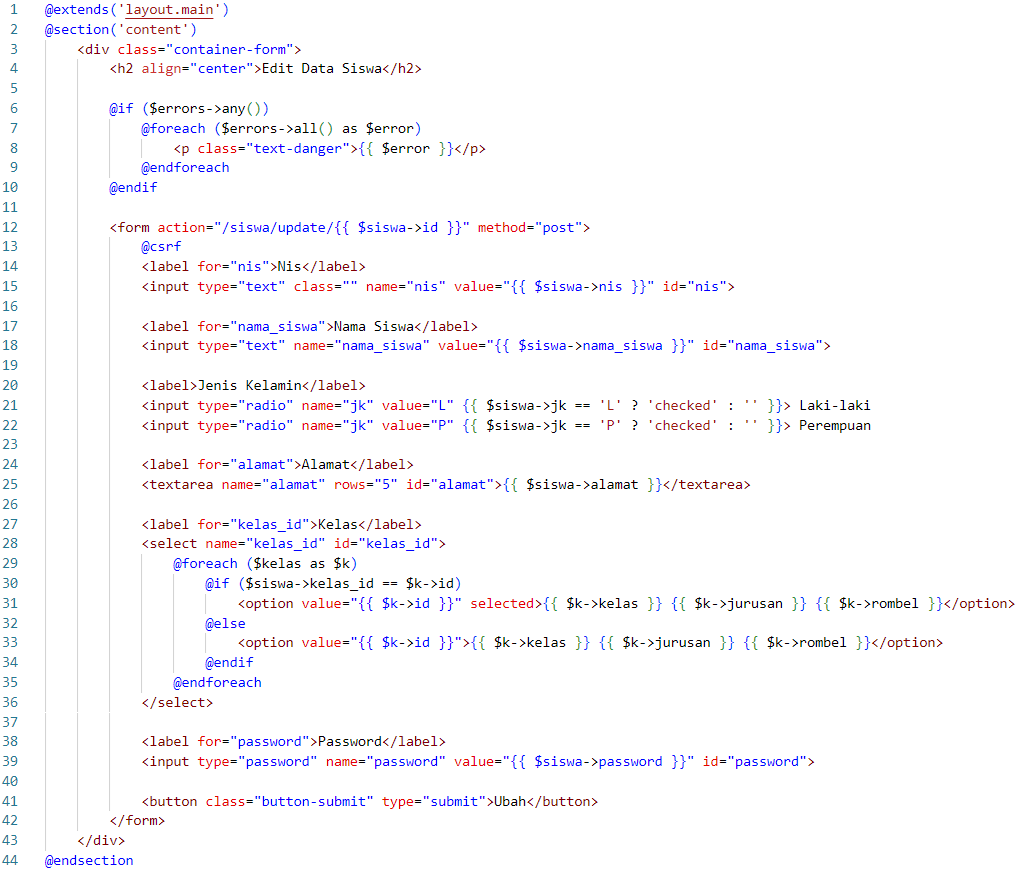 1 @extends('layout.main')
2 @section('content')
3 <div class="container-form">
4 <h2 align="center">Edit Data Siswa</h2>
5
6 @if ($errors->any())
7 @foreach ($errors->all() as $error)
8 <p class="text-danger">{{ $error }}</p>
9 @endforeach
10 @endif
11
12 <form action="/siswa/update/{{ $siswa->id }}" method="post">
13 @csrf
14 <label for="nis">Nis</label>
15 <input type="text" class="" name="nis" value="{{ $siswa->nis }}" id="nis">
16
17 <label for="nama_siswa">Nama Siswa</label>
18 <input type="text" name="nama_siswa" value="{{ $siswa->nama_siswa }}" id="nama_siswa">
19
20 <label>Jenis Kelamin</label>
21 <input type="radio" name="jk" value="L" {{ $siswa->jk == 'L' ? 'checked' : '' }}> Laki-laki
22 <input type="radio" name="jk" value="P" {{ $siswa->jk == 'P' ? 'checked' : '' }}> Perempuan
23
24 <label for="alamat">Alamat</label>
25 <textarea name="alamat" rows="5" id="alamat">{{ $siswa->alamat }}</textarea>
26
27 <label for="kelas_id">Kelas</label>
28 <select name="kelas_id" id="kelas_id">
29 @foreach ($kelas as $k)
30 @if ($siswa->kelas_id == $k->id)
31 <option value="{{ $k->id }}" selected>{{ $k->kelas }} {{ $k->jurusan }} {{ $k->rombel }}</option>
32 @else
33 <option value="{{ $k->id }}">{{ $k->kelas }} {{ $k->jurusan }} {{ $k->rombel }}</option>
34 @endif
35 @endforeach
36 </select>
37
38 <label for="password">Password</label>
39 <input type="password" name="password" value="{{ $siswa->password }}" id="password">
40
41 <button class="button-submit" type="submit">Ubah</button>
42 </form>
43 </div>
44 @endsection